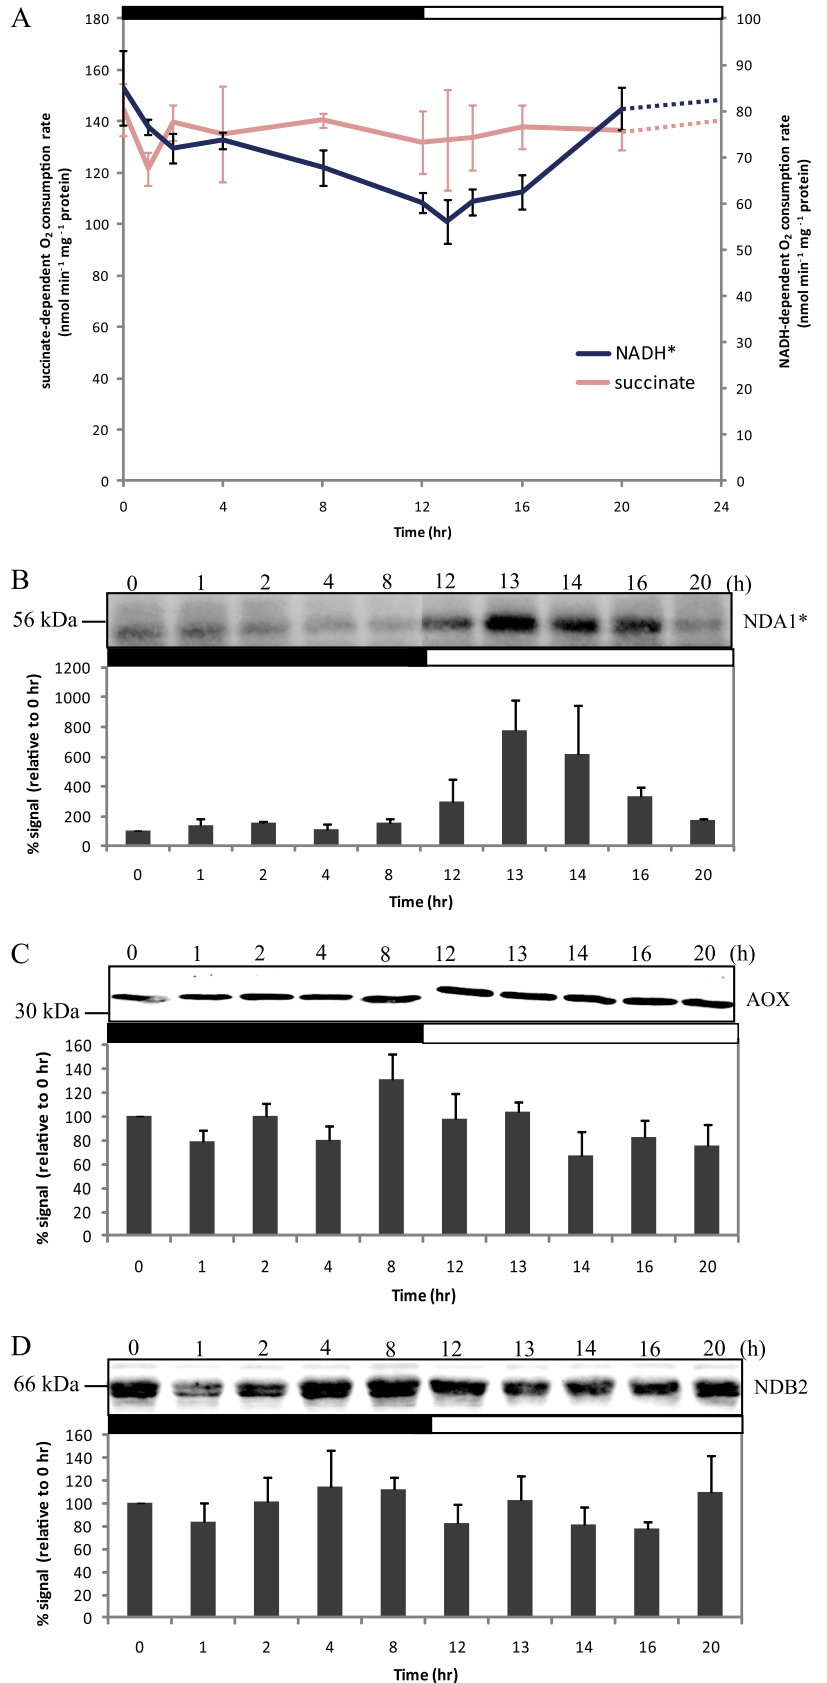 A
180
160
140
120
100
80
60
40
20
0
succinate-dependent O2 consumption rate
(nmol min-1 mg -1 protein)
100
90
80
70
60
50
40
30
20
10
0
NADH-dependent O2 consumption rate
(nmol min-1 mg -1 protein)
NADH*
succinate
0 4 8 12 16 20 24
Time (hr)
B
0 1 2 4 8 12 13 14 16 20 (h)
56 kDa
NDA1*
1200
1000
800
600
400
200
0
% signal (relative to 0 hr)
0 1 2 4 8 12 13 14 16 20
Time (hr)
C
0 1 2 4 8 12 13 14 16 20 (h)
30 kDa
AOX
160
140
120
100
80
60
40
20
0
% signal (relative to 0 hr)
0 1 2 4 8 12 13 14 16 20
Time (hr)
D
0 1 2 4 8 12 13 14 16 20 (h)
66 kDa
NDB2
160
140
120
100
80
60
40
20
0
% signal (relative to 0 hr)
0 1 2 4 8 12 13 14 16 20
Time (hr)